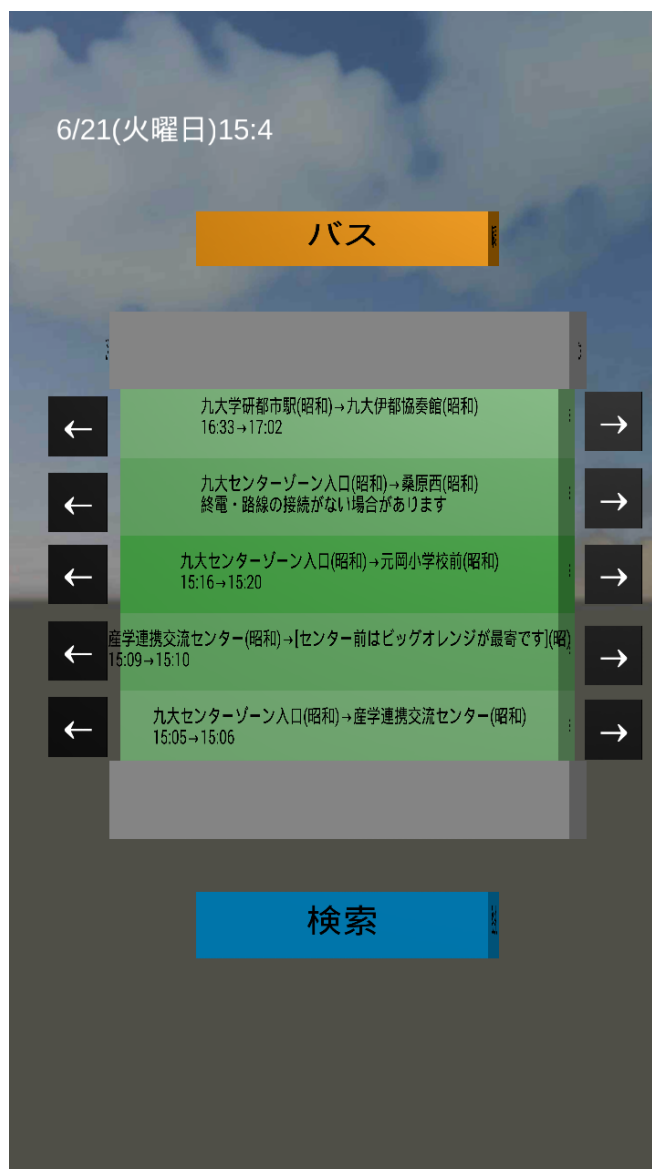 6/21(火曜日)15:4
バス
九大学研都市駅(昭和)→九大伊都協奏館(昭和)
16:33→17:02
← →
九大センターゾーン入口(昭和)→桑原西(昭和)
終電・路線の接続がない場合があります
← →
九大センターゾーン入口(昭和)→元岡小学校前(昭和)
15:16→15:20
← →
産学連携交流センター(昭和)→[センター前はビッグオレンジが最寄です](昭)
15:09→15:10
← →
九大センターゾーン入口(昭和)→産学連携交流センター(昭和)
15:05→15:06
← →
検索